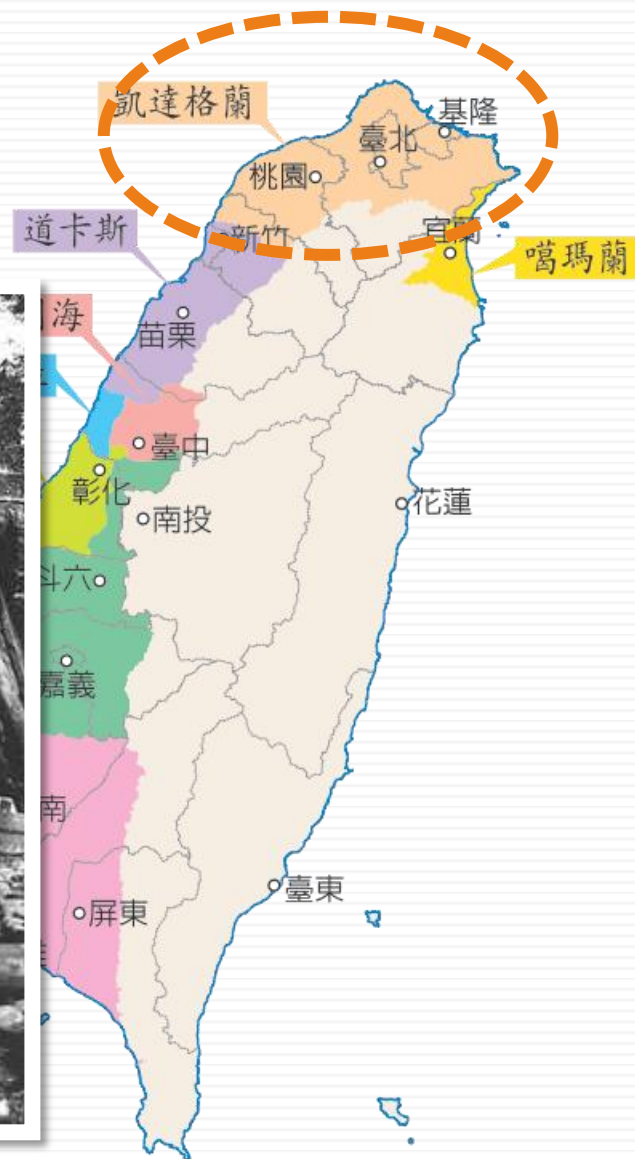 凱達格蘭
基隆
臺北
桃園
道卡斯
新竹
宜蘭
噶瑪蘭
海
苗栗
臺中
彰化
花蓮
南投
斗六
嘉義
南
臺東
屏東